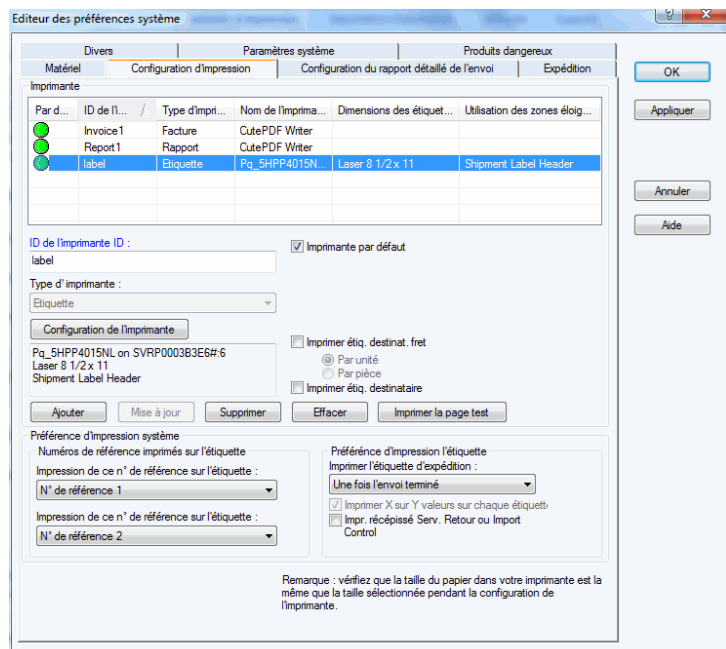 Editeur des préférences système
Divers
Paramètres système
Produits dangereux
Matériel
Configuration d'impression
Configuration du rapport détaillé de l'envoi
Expédition
OK
Appliquer
Annuler
Aide
Imprimante
Par d... ID de l'I... Type d'impri... Nom de l'imprima... Dimensions des étiquet... Utilisation des zones éloig...
Invoice1 Facture CutePDF Writer
Report1 Rapport CutePDF Writer
label Etiquette Pq_5HPP4015N... Laser 8 1/2 x 11 Shipment Label Header
ID de l'imprimante ID :
label
Imprimante par défaut
Type d' imprimante :
Etiquette
Configuration de l'imprimante
Pq_5HPP4015NL on SVRP0003B3E6#:6
Laser 8 1/2 x 11
Shipment Label Header
Imprimer étiq. destinat. fret
Par unité
Par pièce
Imprimer étiq. destinataire
Ajouter
Mise à jour
Supprimer
Effacer
Imprimer la page test
Préférence d'impression système
Numéros de référence imprimés sur l'étiquette
Impression de ce n° de référence sur l'étiquette :
N° de référence 1
Impression de ce n° de référence sur l'étiquette :
N° de référence 2
Préférénce d'impression l'étiquette
Imprimer l'étiquette d'expédition :
Une fois l'envoi terminé
Imprimer X sur Y valeurs sur chaque étiquett
Impr. récépissé Serv. Retour ou Import
Control
Remarque : vérifiez que la taille du papier dans votre imprimante est la
même que la taille sélectionnée pendant la configuration de
l'imprimante.